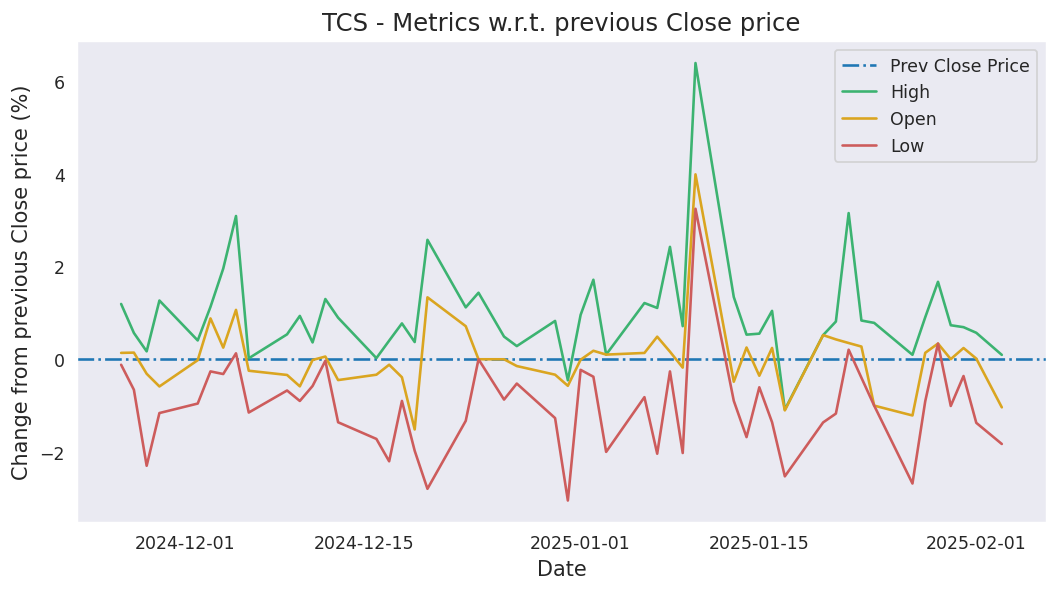 TCS - Metrics w.r.t. previous Close price
Change from previous Close price (%)
6
4
2
0
−2
Prev Close Price
High
Open
Low
2024-12-01
2024-12-15
2025-01-01
2025-01-15
2025-02-01
Date